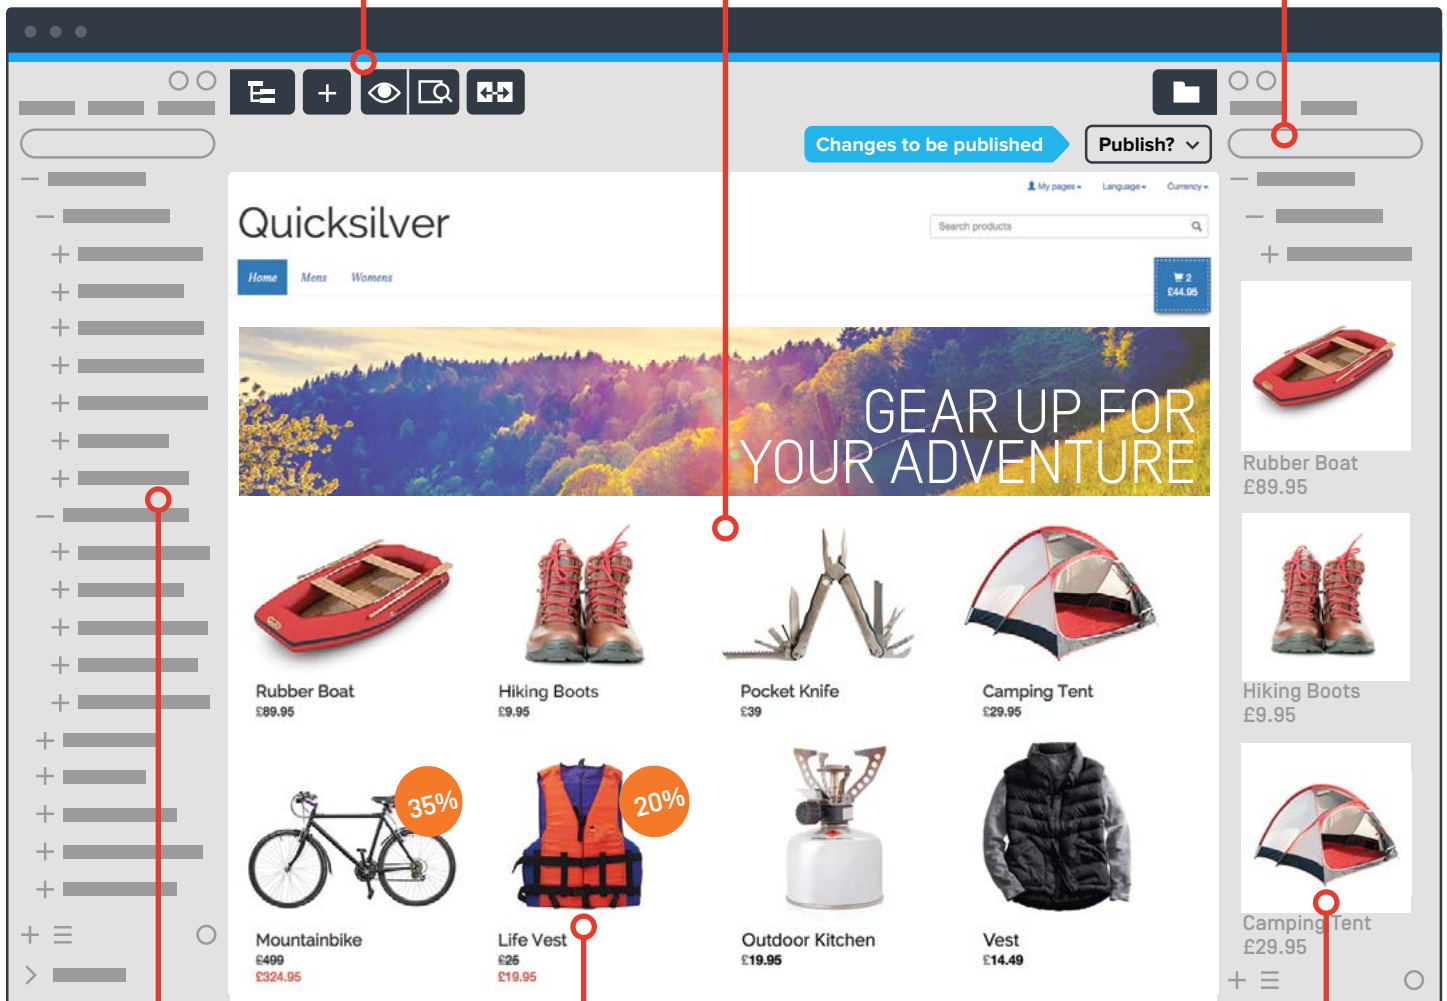 Changes to be published
Publish?
My pages
Language
Currency
Quicksilver
Search products
Home
Mens
Womens
2
£44.95
GEAR UP FOR
YOUR ADVENTURE
Rubber Boat
£89.95
Hiking Boots
£9.95
Pocket Knife
£39
Camping Tent
£29.95
35%
20%
Mountainbike
£499
£324.95
Life Vest
£25
£19.95
Outdoor Kitchen
£19.95
Vest
£14.49
Rubber Boat
£89.95
Hiking Boots
£9.95
Camping Tent
£29.95